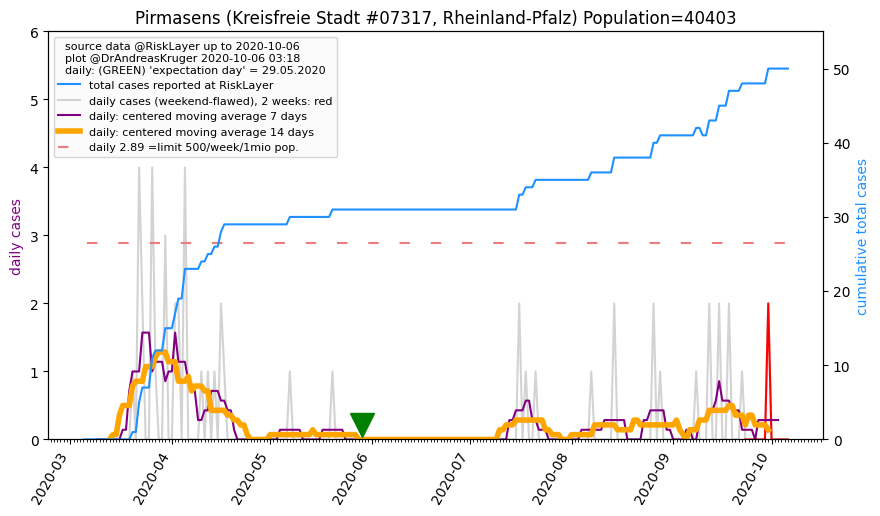 Pirmasens (Kreisfreie Stadt #07317, Rheinland-Pfalz) Population=40403
source data @RiskLayer up to 2020-10-06
plot @DrAndreasKruger 2020-10-06 03:18
daily: (GREEN) 'expectation day' = 29.05.2020
total cases reported at RiskLayer
daily cases (weekend-flawed), 2 weeks: red
daily: centered moving average 7 days
daily: centered moving average 14 days
daily 2.89 =limit 500/week/1mio pop.
daily cases
6
5
4
3
2
1
0
cumulative total cases
50
40
30
20
10
0
2020-03
2020-04
2020-05
2020-06
2020-07
2020-08
2020-09
2020-10